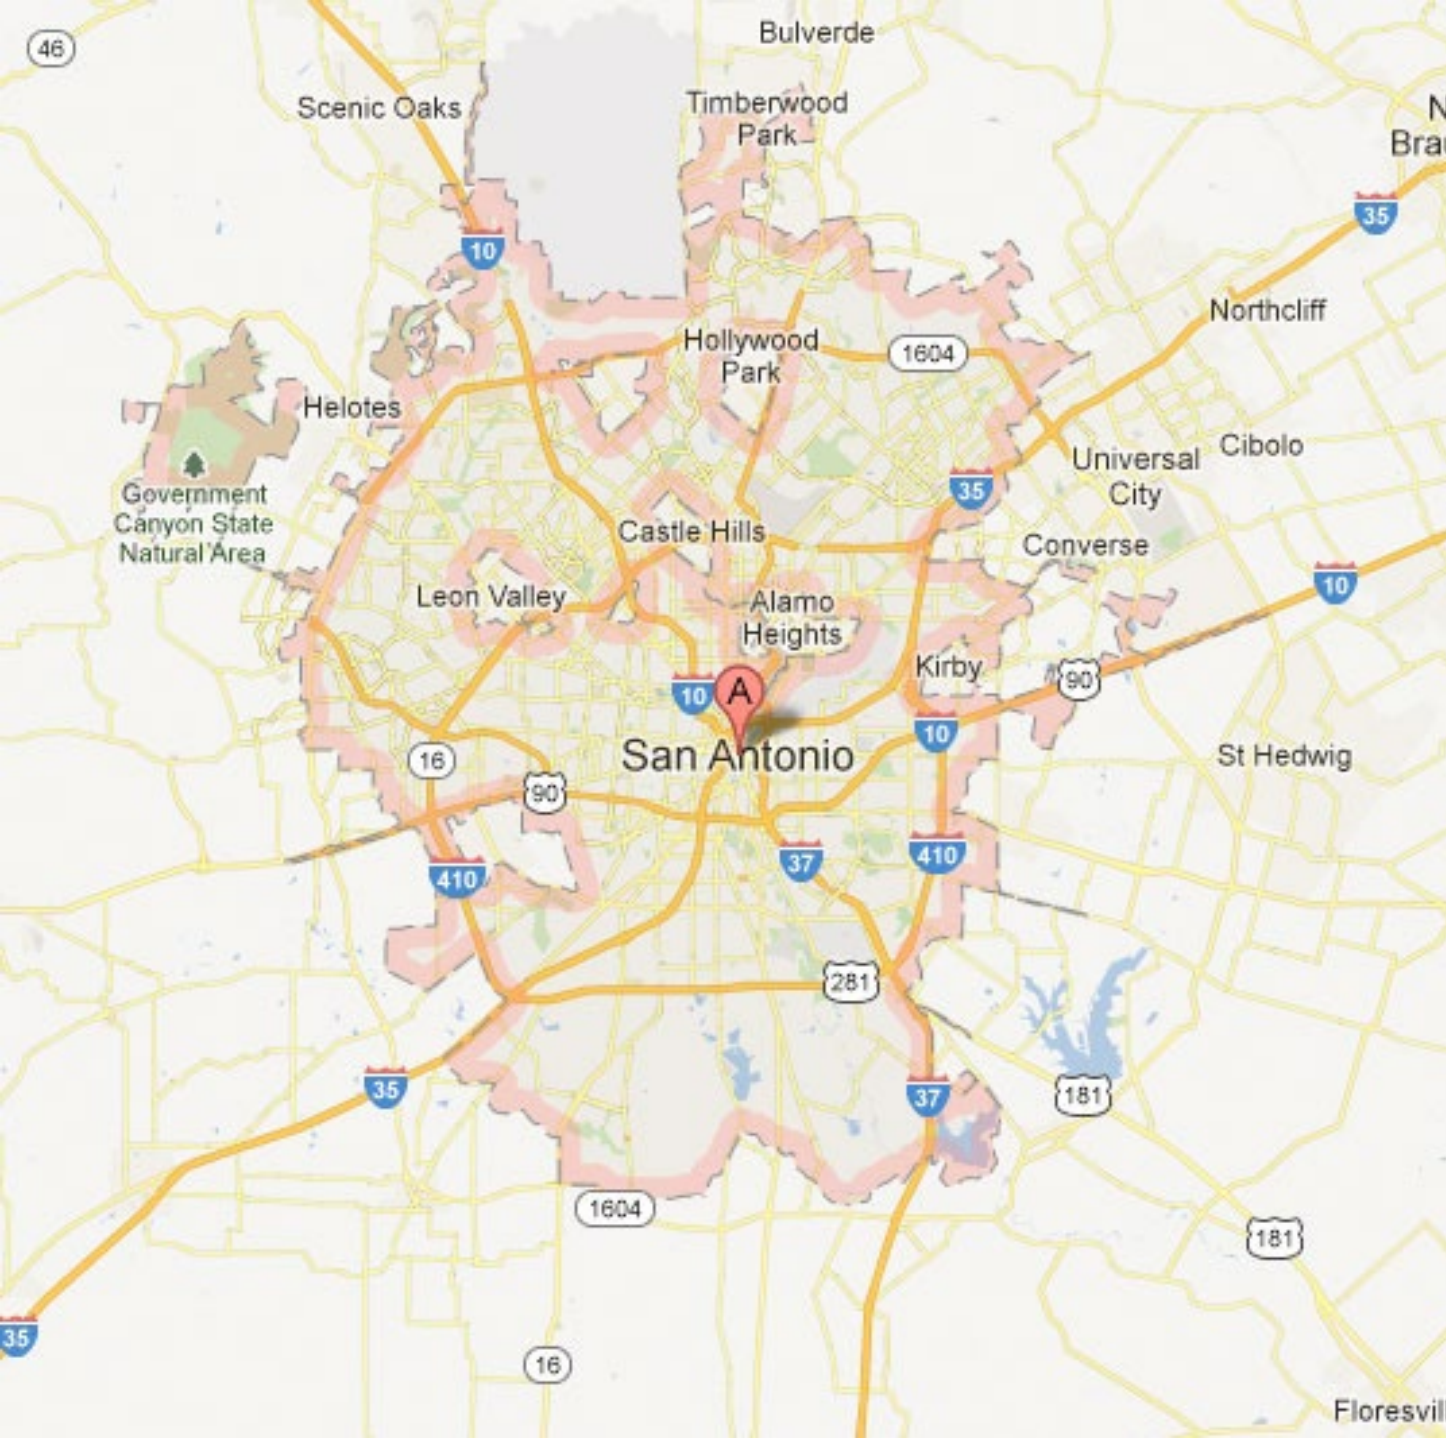 Bulverde
46
Scenic Oaks
Timberwood
Park
N
Brau
35
10
Northcliff
Hollywood
Park
1604
Helotes
Universal
City
Cibolo
35
Government
Canyon State
Natural Area
Castle Hills
Converse
10
Leon Valley
Alamo
Heights
Kirby
90
10
A
10
San Antonio
St Hedwig
16
90
37
410
410
281
35
37
181
1604
181
35
16
Floresvil